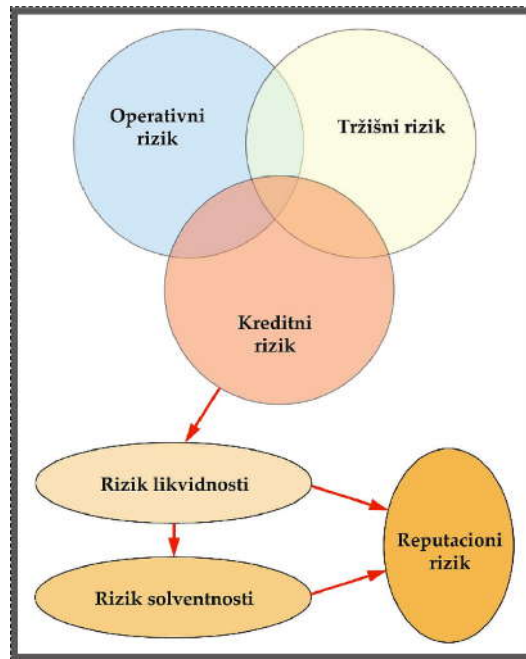 Operativni
rizik
Tržišni rizik
Kreditni
rizik
Rizik likvidnosti
Reputacioni
rizik
Rizik solventnosti